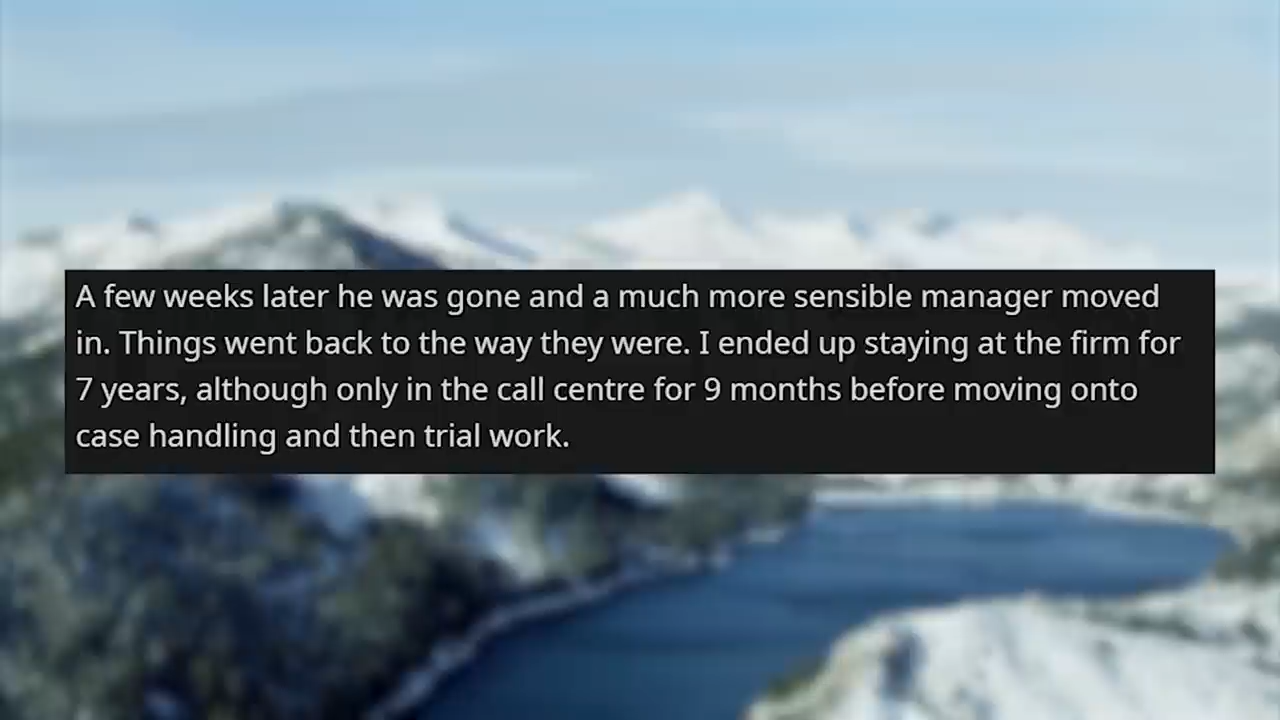 A few weeks later he was gone and a much more sensible manager moved
in. Things went back to the way they were. I ended up staying at the firm for
7 years, although only in the call centre for 9 months before moving onto
case handling and then trial work.